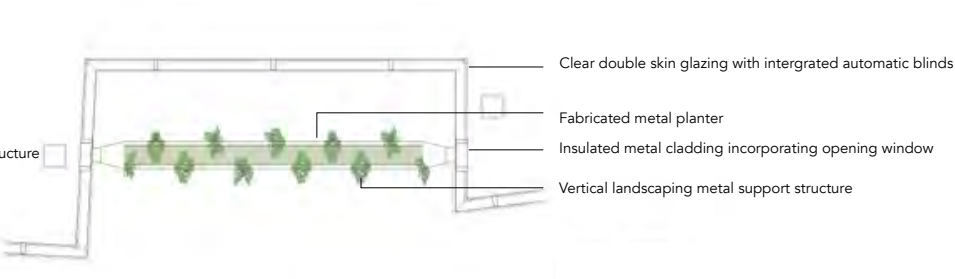 Clear double skin glazing with intergrated automatic blinds
Fabricated metal planter
ucture
Insulated metal cladding incorporating opening window
Vertical landscaping metal support structure